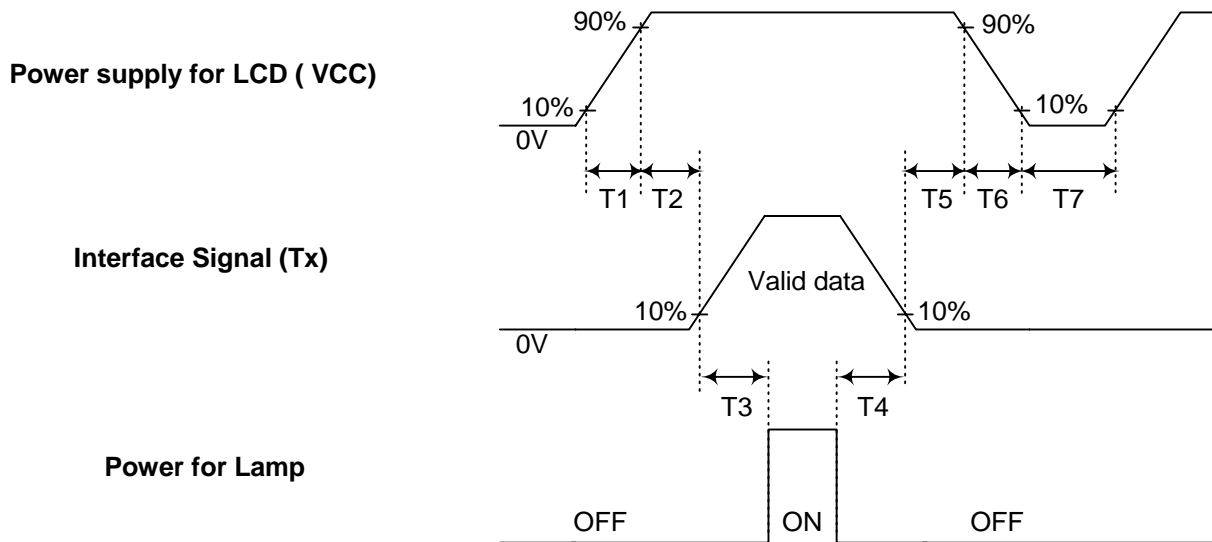 90%
90%
Power supply for LCD ( VCC)
10%
10%
0V
T1
T2
T5
T6
T7
Interface Signal (Tx)
Valid data
10%
10%
0V
T3
T4
Power for Lamp
OFF
ON
OFF